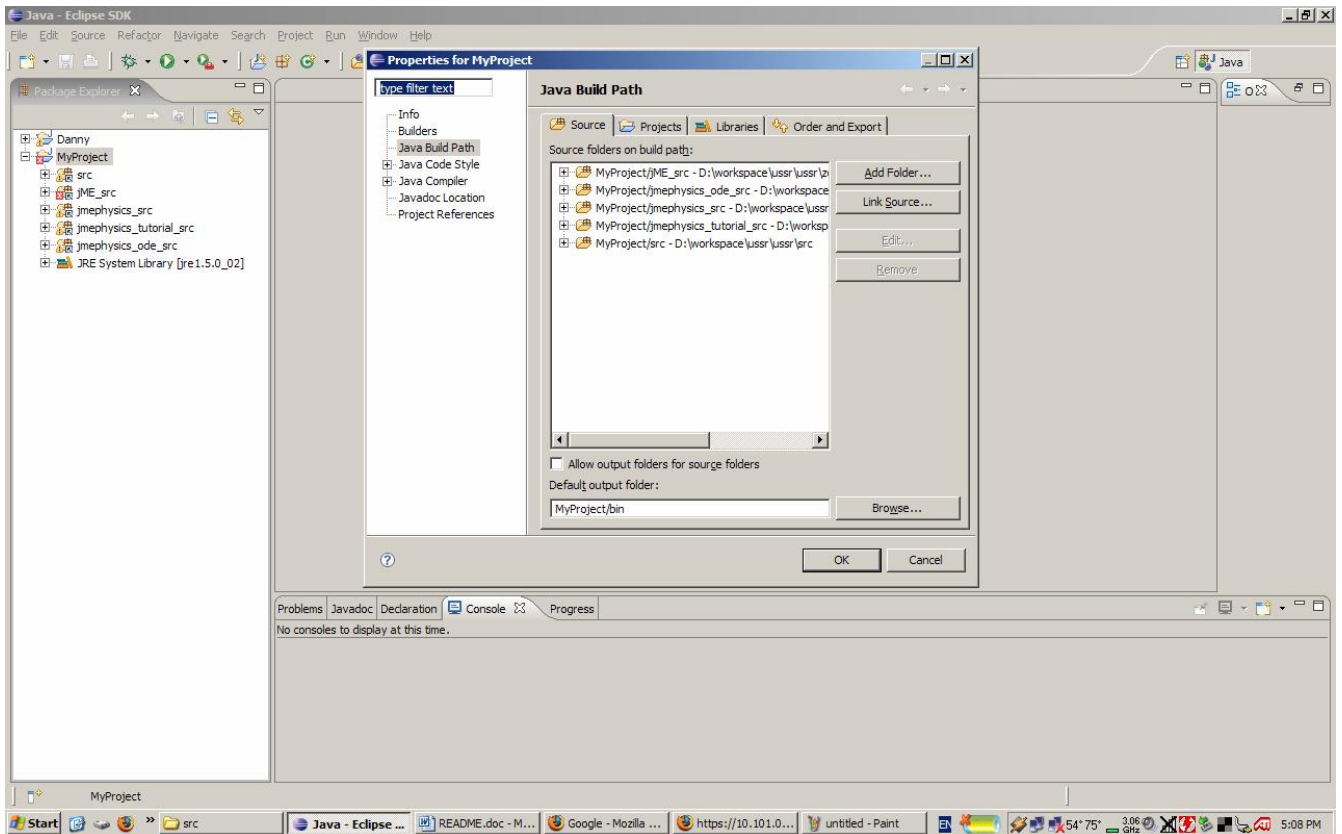 Java - Eclipse SDK
File Edit Source Refactor Navigate Search Project Run Window Help
Java
Package Explorer
Danny
MyProject
src
jME_src
jmephysics_src
jmephysics_tutorial_src
jmephysics_ode_src
JRE System Library [jre1.5.0_02]
Properties for MyProject
type filter text
Info
Builders
Java Build Path
Java Code Style
Java Compiler
Javadoc Location
Project References
Java Build Path
Source Projects Libraries Order and Export
Source folders on build path:
MyProject/jME_src - D:\workspace\ussr\ussr\z
MyProject/jmephysics_ode_src - D:\workspace
MyProject/jmephysics_src - D:\workspace\ussr
MyProject/jmephysics_tutorial_src - D:\worksp
MyProject/src - D:\workspace\ussr\ussr\src
Add Folder...
Link Source...
Edit...
Remove
Allow output folders for source folders
Default output folder:
MyProject/bin
Browse...
OK Cancel
Problems Javadoc Declaration Console Progress
No consoles to display at this time.
MyProject
Start » src Java - Eclipse ... README.doc - M... Google - Mozilla ... https://10.101.0... untitled - Paint EN 54° 75° 3.06 GHz 5:08 PM